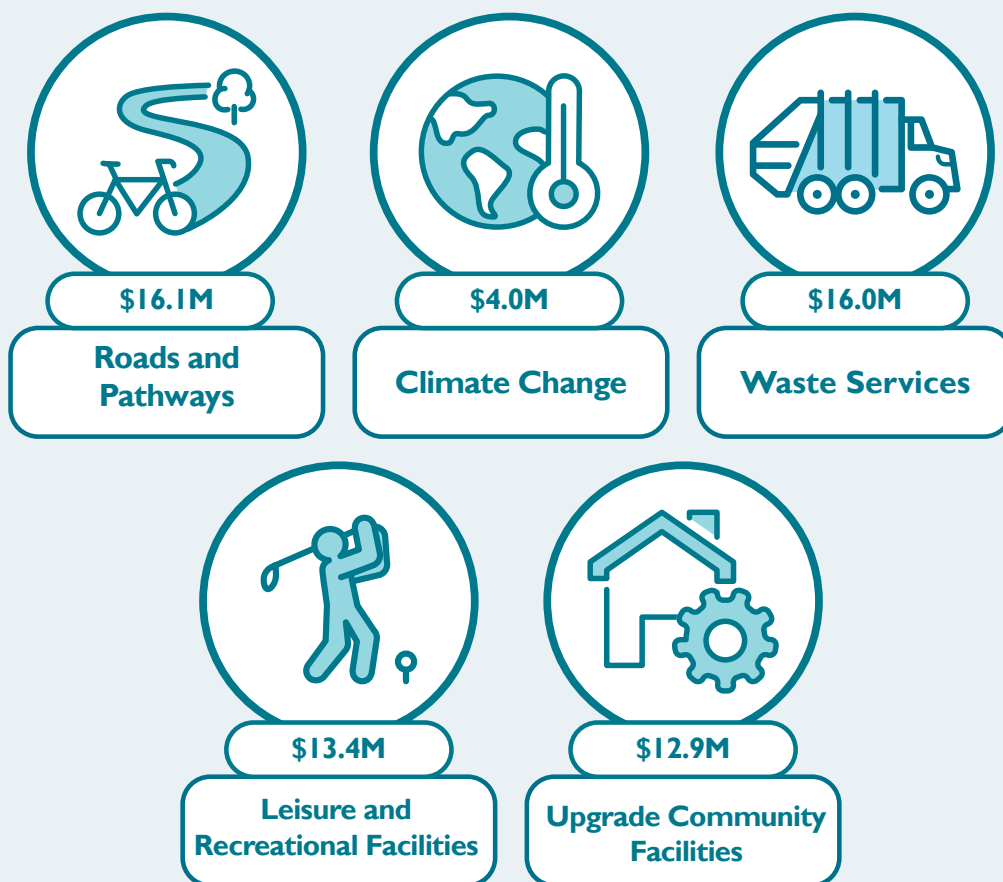 $16.1M
Roads and
Pathways
$4.0M
Climate Change
$16.0M
Waste Services
$13.4M
Leisure and
Recreational Facilities
$12.9M
Upgrade Community
Facilities